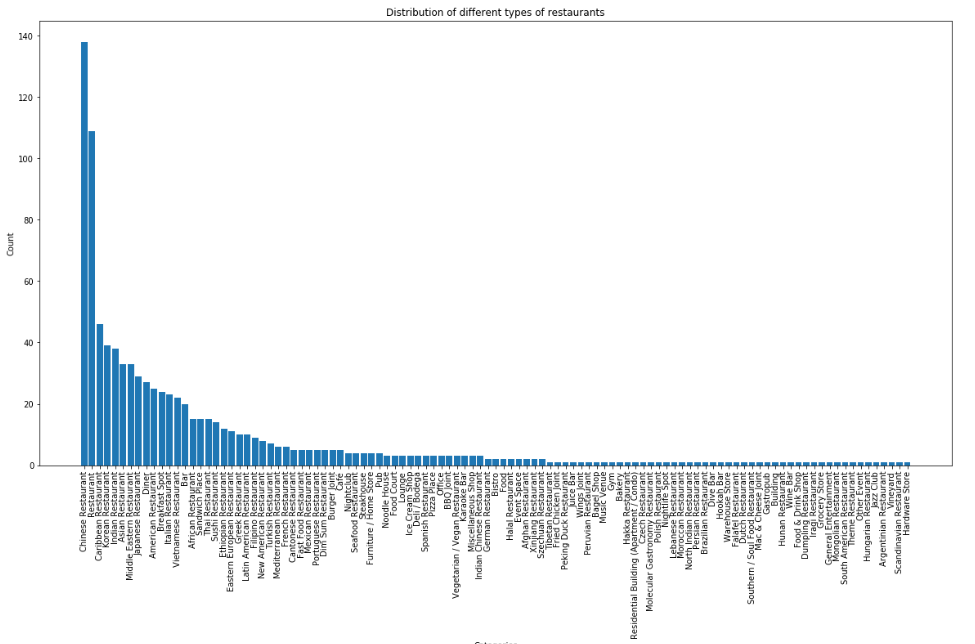 Distribution of different types of restaurants
140
120
100
80
60
40
20
0
Count
Chinese Restaurant
Restaurant
Caribbean Restaurant
Korean Restaurant
Indian Restaurant
Asian Restaurant
Middle Eastern Restaurant
Japanese Restaurant
Diner
American Restaurant
Breakfast Spot
Italian Restaurant
Vietnamese Restaurant
Bar
African Restaurant
Sandwich Place
Thai Restaurant
Sushi Restaurant
Ethiopian Restaurant
Eastern European Restaurant
Greek Restaurant
Latin American Restaurant
Filipino Restaurant
New American Restaurant
Turkish Restaurant
Mediterranean Restaurant
French Restaurant
Cantonese Restaurant
Fast Food Restaurant
Mexican Restaurant
Portuguese Restaurant
Dim Sum Restaurant
Burger Joint
Café
Nightclub
Seafood Restaurant
Steakhouse
Furniture / Home Store
Pub
Noodle House
Food Court
Lounge
Ice Cream Shop
Deli / Bodega
Spanish Restaurant
Pizza Place
Office
BBQ Joint
Vegetarian / Vegan Restaurant
Karaoke Bar
Miscellaneous Shop
Indian Chinese Restaurant
German Restaurant
Bistro
Food
Halal Restaurant
Event Space
Afghan Restaurant
Xinjiang Restaurant
Szechuan Restaurant
Tibetan Restaurant
Fried Chicken Joint
Peking Duck Restaurant
Juice Bar
Wings Joint
Peruvian Restaurant
Bagel Shop
Music Venue
Gym
Bakery
Hakka Restaurant
Residential Building (Apartment / Condo)
Czech Restaurant
Molecular Gastronomy Restaurant
Polish Restaurant
Nightlife Spot
Lebanese Restaurant
Moroccan Restaurant
North Indian Restaurant
Persian Restaurant
Brazilian Restaurant
Dive Bar
Hookah Bar
Warehouse Store
Falafel Restaurant
Dutch Restaurant
Southern / Soul Food Restaurant
Mac & Cheese Joint
Gastropub
Building
Hunan Restaurant
Wine Bar
Food & Drink Shop
Dumpling Restaurant
Iraqi Restaurant
Grocery Store
General Entertainment
Mongolian Restaurant
South American Restaurant
Theme Restaurant
Other Event
Hungarian Restaurant
Jazz Club
Argentinian Restaurant
Vineyard
Scandinavian Restaurant
Hardware Store